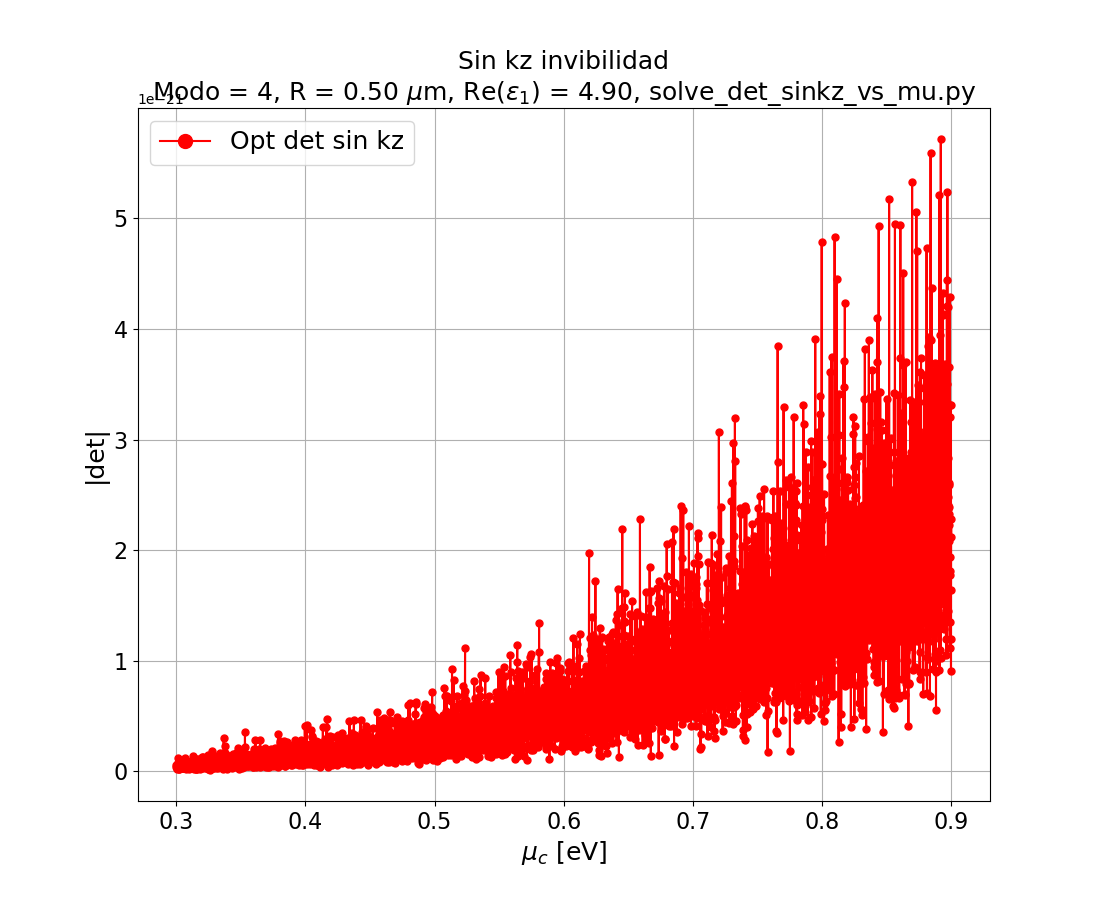 Sin kz invibilidad
Modo = 4, R = 0.50 μm, Re(ε₁) = 4.90, solve_det_sinkz_vs_mu.py
1e−21
Opt det sin kz
|det|
5
4
3
2
1
0
0.3 0.4 0.5 0.6 0.7 0.8 0.9
μ_c [eV]